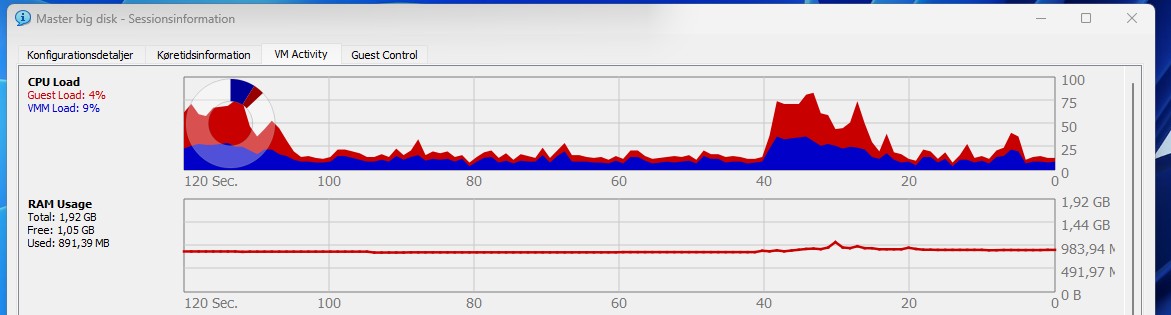 Master big disk - Sessionsinformation
Konfigurationsdetaljer Køretidsinformation VM Activity Guest Control
CPU Load
Guest Load: 4%
VMM Load: 9%
100
75
50
25
0
120 Sec. 100 80 60 40 20 0
RAM Usage
Total: 1,92 GB
Free: 1,05 GB
Used: 891,39 MB
1,92 GB
1,44 GB
983,94 M
491,97 M
0 B
120 Sec. 100 80 60 40 20 0